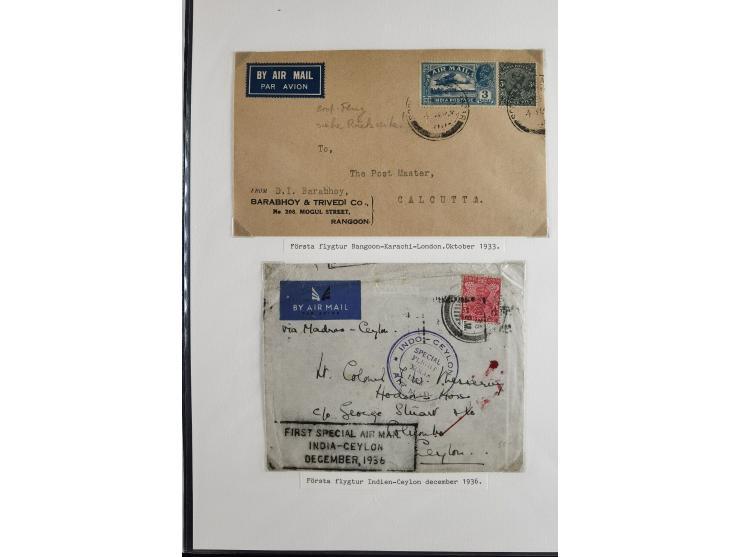 BY AIR MAIL
PAR AVION
AIR MAIL
3
INDIA POSTAGE
To,
The Post Master,
CALCUTTA.
FROM D.I. Barabhoy,
BARABHOY & TRIVEDI Co.,
No 208, MOGUL STREET,
RANGOON
Första flygtur Rangoon-Karachi-London.Oktober 1933.
BY AIR MAIL
via Madras - Ceylon.
INDO-CEYLON
SPECIAL
Lt. Colonel
c/o George Steuart & Co
Colombo
Ceylon
FIRST SPECIAL AIR MAIL
INDIA-CEYLON
DECEMBER, 1936
Första flygtur Indien-Ceylon december 1936.